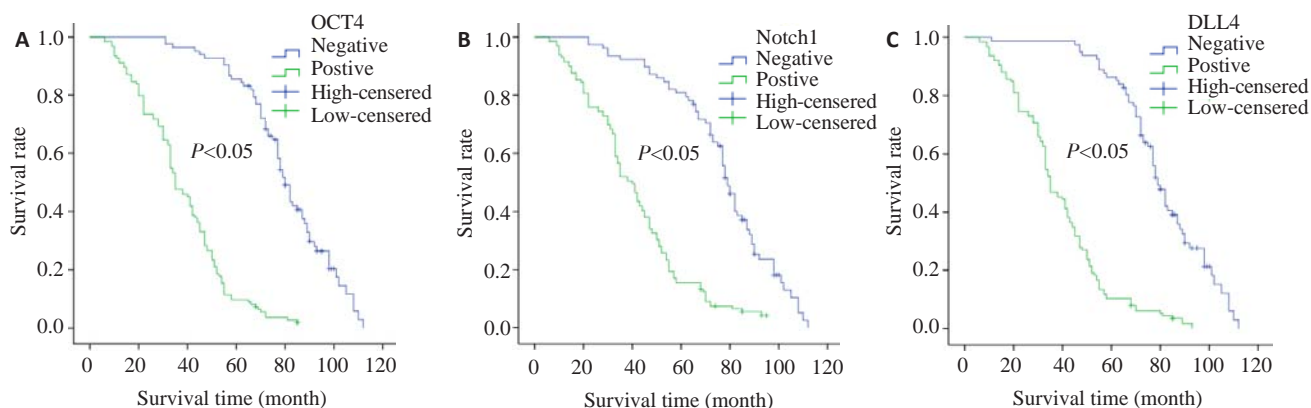 A
OCT4
Negative
Postive
High-censered
Low-censered
P<0.05
Survival rate
1.0
0.8
0.6
0.4
0.2
0.0
0 20 40 60 80 100 120
Survival time (month)
B
Notch1
Negative
Postive
High-censered
Low-censered
P<0.05
Survival rate
1.0
0.8
0.6
0.4
0.2
0.0
0 20 40 60 80 100 120
Survival time (month)
C
DLL4
Negative
Postive
High-censered
Low-censered
P<0.05
Survival rate
1.0
0.8
0.6
0.4
0.2
0.0
0 20 40 60 80 100 120
Survival time (month)